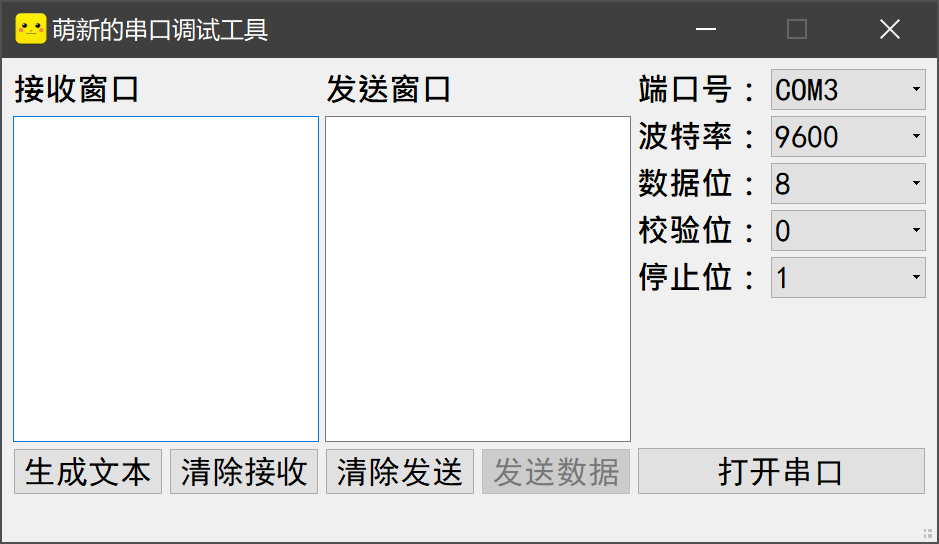 萌新的串口调试工具
接收窗口 发送窗口 端口号： COM3
波特率： 9600
数据位： 8
校验位： 0
停止位： 1
生成文本 清除接收 清除发送 发送数据 打开串口